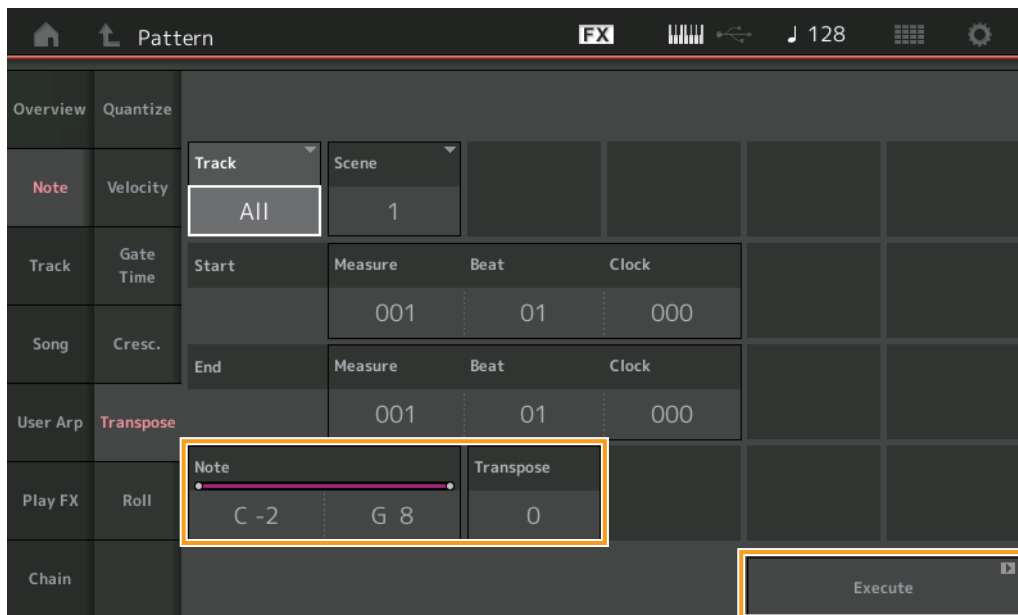 Pattern FX ♩ 128
Overview Quantize
Track Scene
Note Velocity
All 1
Track Gate Time Start Measure Beat Clock
001 01 000
Song Cresc.
End Measure Beat Clock
User Arp Transpose 001 01 000
Note Transpose
Play FX Roll C -2 G 8 0
Chain Execute